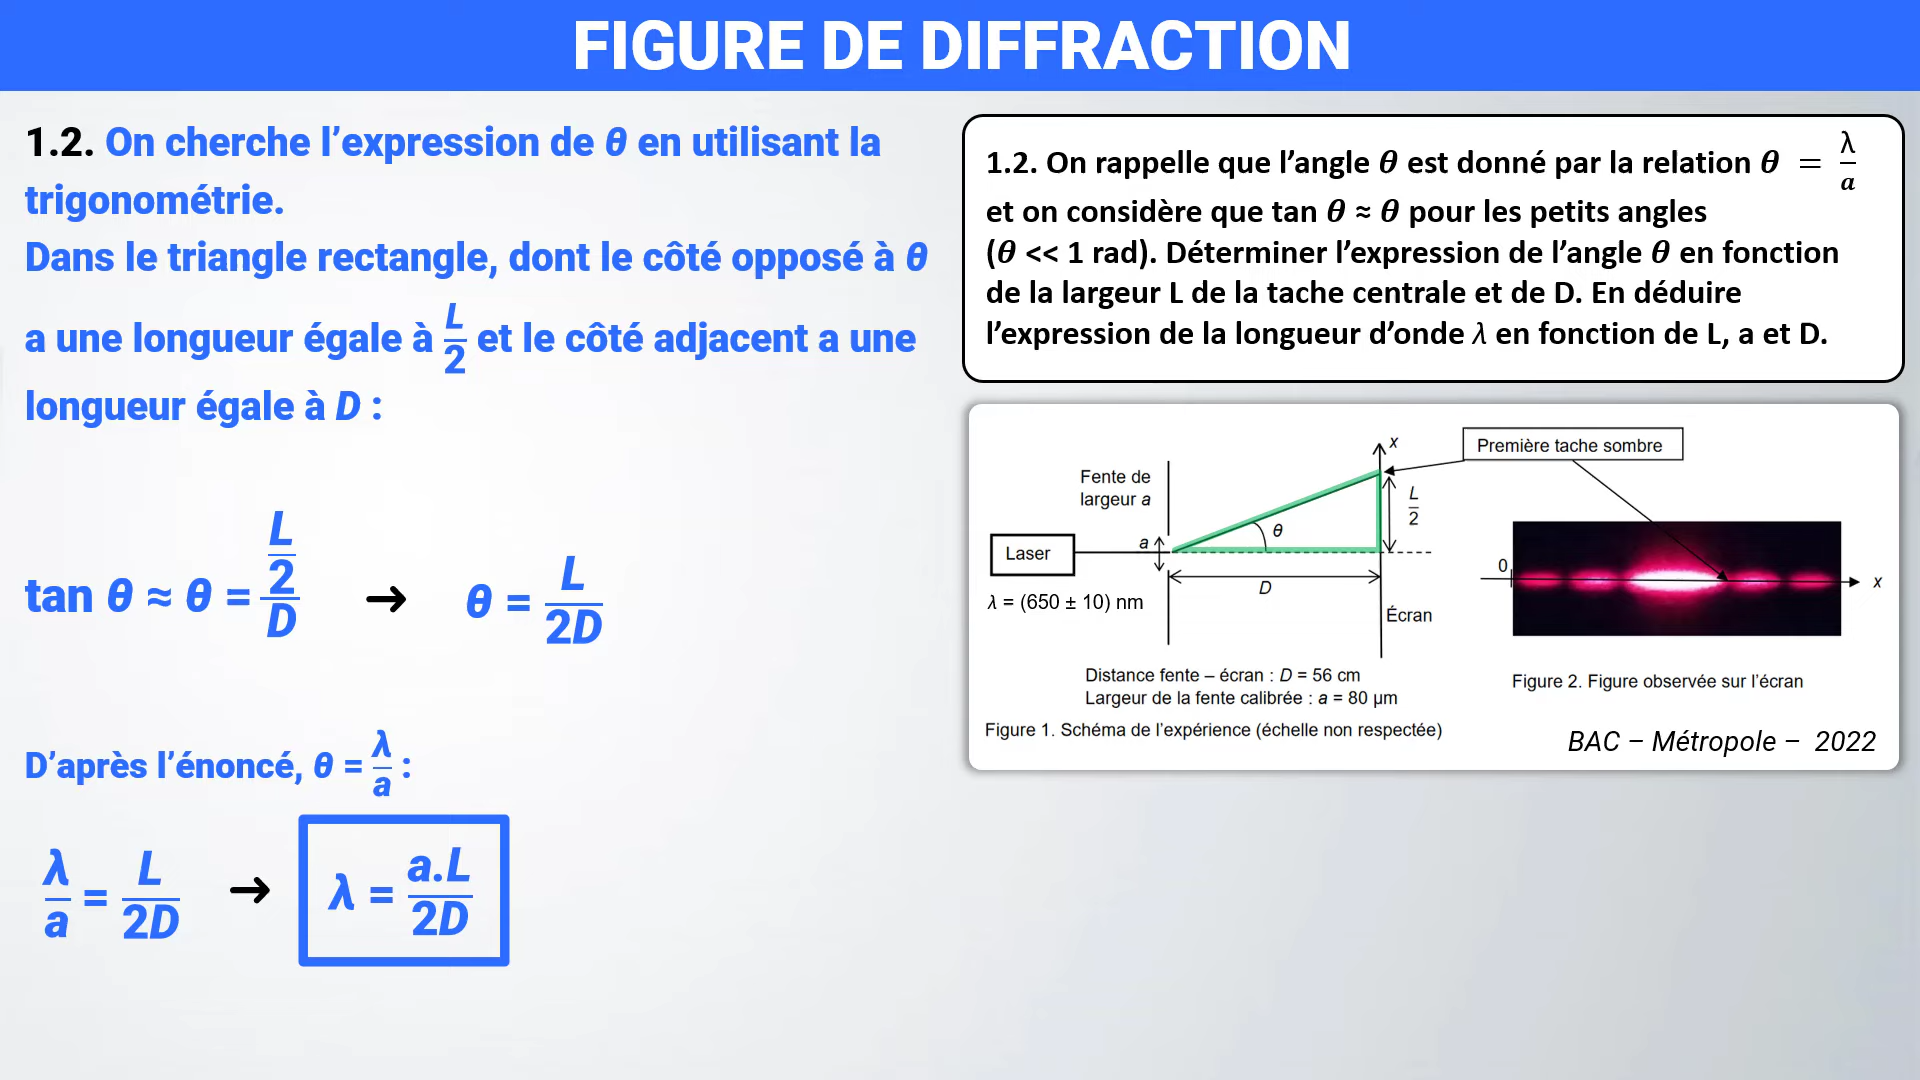 FIGURE DE DIFFRACTION
1.2. On cherche l’expression de θ en utilisant la
trigonométrie.
Dans le triangle rectangle, dont le côté opposé à θ
a une longueur égale à L/2 et le côté adjacent a une
longueur égale à D :
tan θ ≈ θ = (L/2)/D → θ = L/2D
D’après l’énoncé, θ = λ/a :
λ/a = L/2D → λ = a.L/2D
1.2. On rappelle que l’angle θ est donné par la relation θ = λ/a
et on considère que tan θ ≈ θ pour les petits angles
(θ << 1 rad). Déterminer l’expression de l’angle θ en fonction
de la largeur L de la tache centrale et de D. En déduire
l’expression de la longueur d’onde λ en fonction de L, a et D.
x
Première tache sombre
Fente de
largeur a
L/2
θ
a
Laser
D
λ = (650 ± 10) nm
Écran
0
x
Distance fente – écran : D = 56 cm
Largeur de la fente calibrée : a = 80 µm
Figure 1. Schéma de l’expérience (échelle non respectée)
Figure 2. Figure observée sur l’écran
BAC – Métropole – 2022